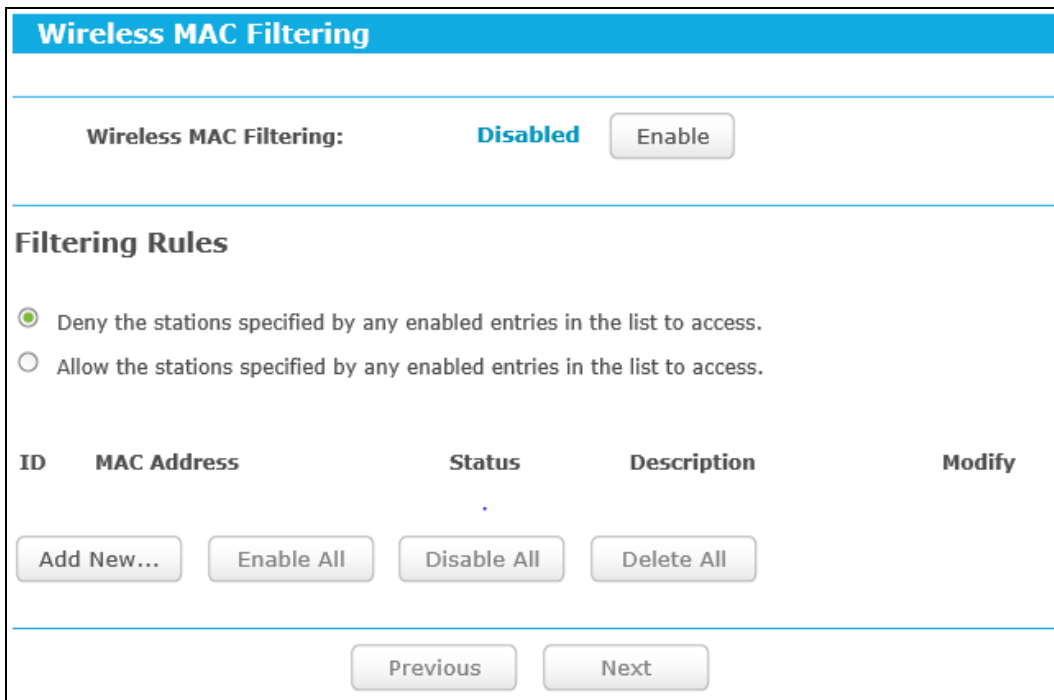 Wireless MAC Filtering
Wireless MAC Filtering: Disabled Enable
Filtering Rules
Deny the stations specified by any enabled entries in the list to access.
Allow the stations specified by any enabled entries in the list to access.
ID MAC Address Status Description Modify
Add New... Enable All Disable All Delete All
Previous Next